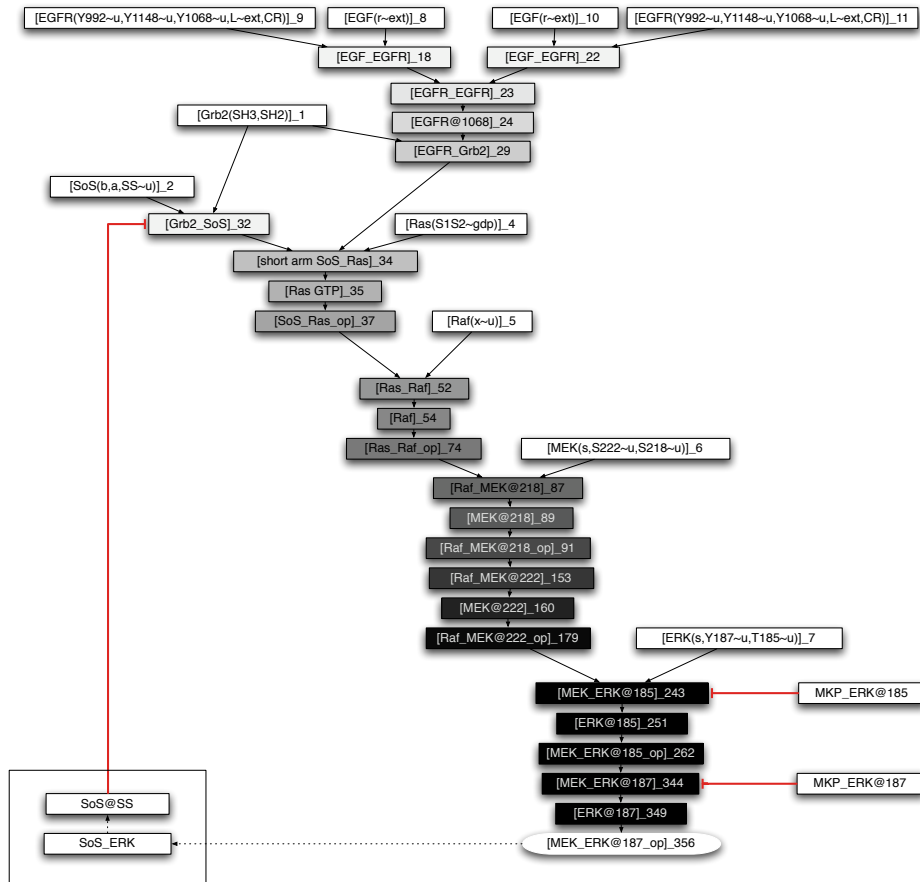 [EGFR(Y992~u,Y1148~u,Y1068~u,L~ext,CR)]_9
[EGF(r~ext)]_8
[EGF(r~ext)]_10
[EGFR(Y992~u,Y1148~u,Y1068~u,L~ext,CR)]_11
[EGF_EGFR]_18
[EGF_EGFR]_22
[EGFR_EGFR]_23
[Grb2(SH3,SH2)]_1
[EGFR@1068]_24
[EGFR_Grb2]_29
[SoS(b,a,SS~u)]_2
[Grb2_SoS]_32
[Ras(S1S2~gdp)]_4
[short arm SoS_Ras]_34
[Ras GTP]_35
[SoS_Ras_op]_37
[Raf(x~u)]_5
[Ras_Raf]_52
[Raf]_54
[Ras_Raf_op]_74
[MEK(s,S222~u,S218~u)]_6
[Raf_MEK@218]_87
[MEK@218]_89
[Raf_MEK@218_op]_91
[Raf_MEK@222]_153
[MEK@222]_160
[Raf_MEK@222_op]_179
[ERK(s,Y187~u,T185~u)]_7
[MEK_ERK@185]_243
MKP_ERK@185
[ERK@185]_251
[MEK_ERK@185_op]_262
[MEK_ERK@187]_344
MKP_ERK@187
SoS@SS
[ERK@187]_349
SoS_ERK
[MEK_ERK@187_op]_356